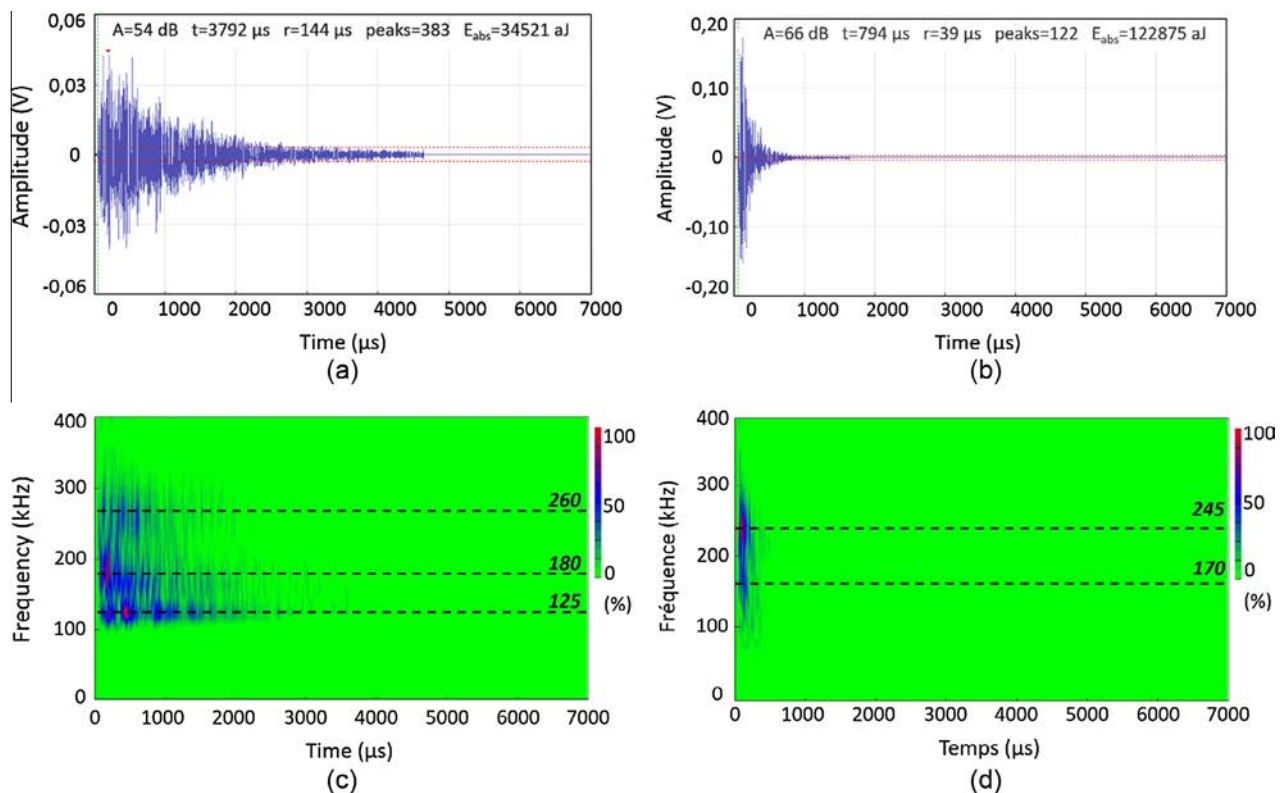 A=54 dB t=3792 µs r=144 µs peaks=383 Eabs=34521 aJ
0,06
0,03
0
-0,03
-0,06
Amplitude (V)
0 1000 2000 3000 4000 5000 6000 7000
Time (µs)
(a)
A=66 dB t=794 µs r=39 µs peaks=122 Eabs=122875 aJ
0,20
0,10
0
-0,10
-0,20
Amplitude (V)
0 1000 2000 3000 4000 5000 6000 7000
Time (µs)
(b)
400
300
200
100
0
Frequency (kHz)
260
180
125
100
50
0
(%)
0 1000 2000 3000 4000 5000 6000 7000
Time (µs)
(c)
400
300
200
100
0
Fréquence (kHz)
245
170
100
50
0
(%)
0 1000 2000 3000 4000 5000 6000 7000
Temps (µs)
(d)